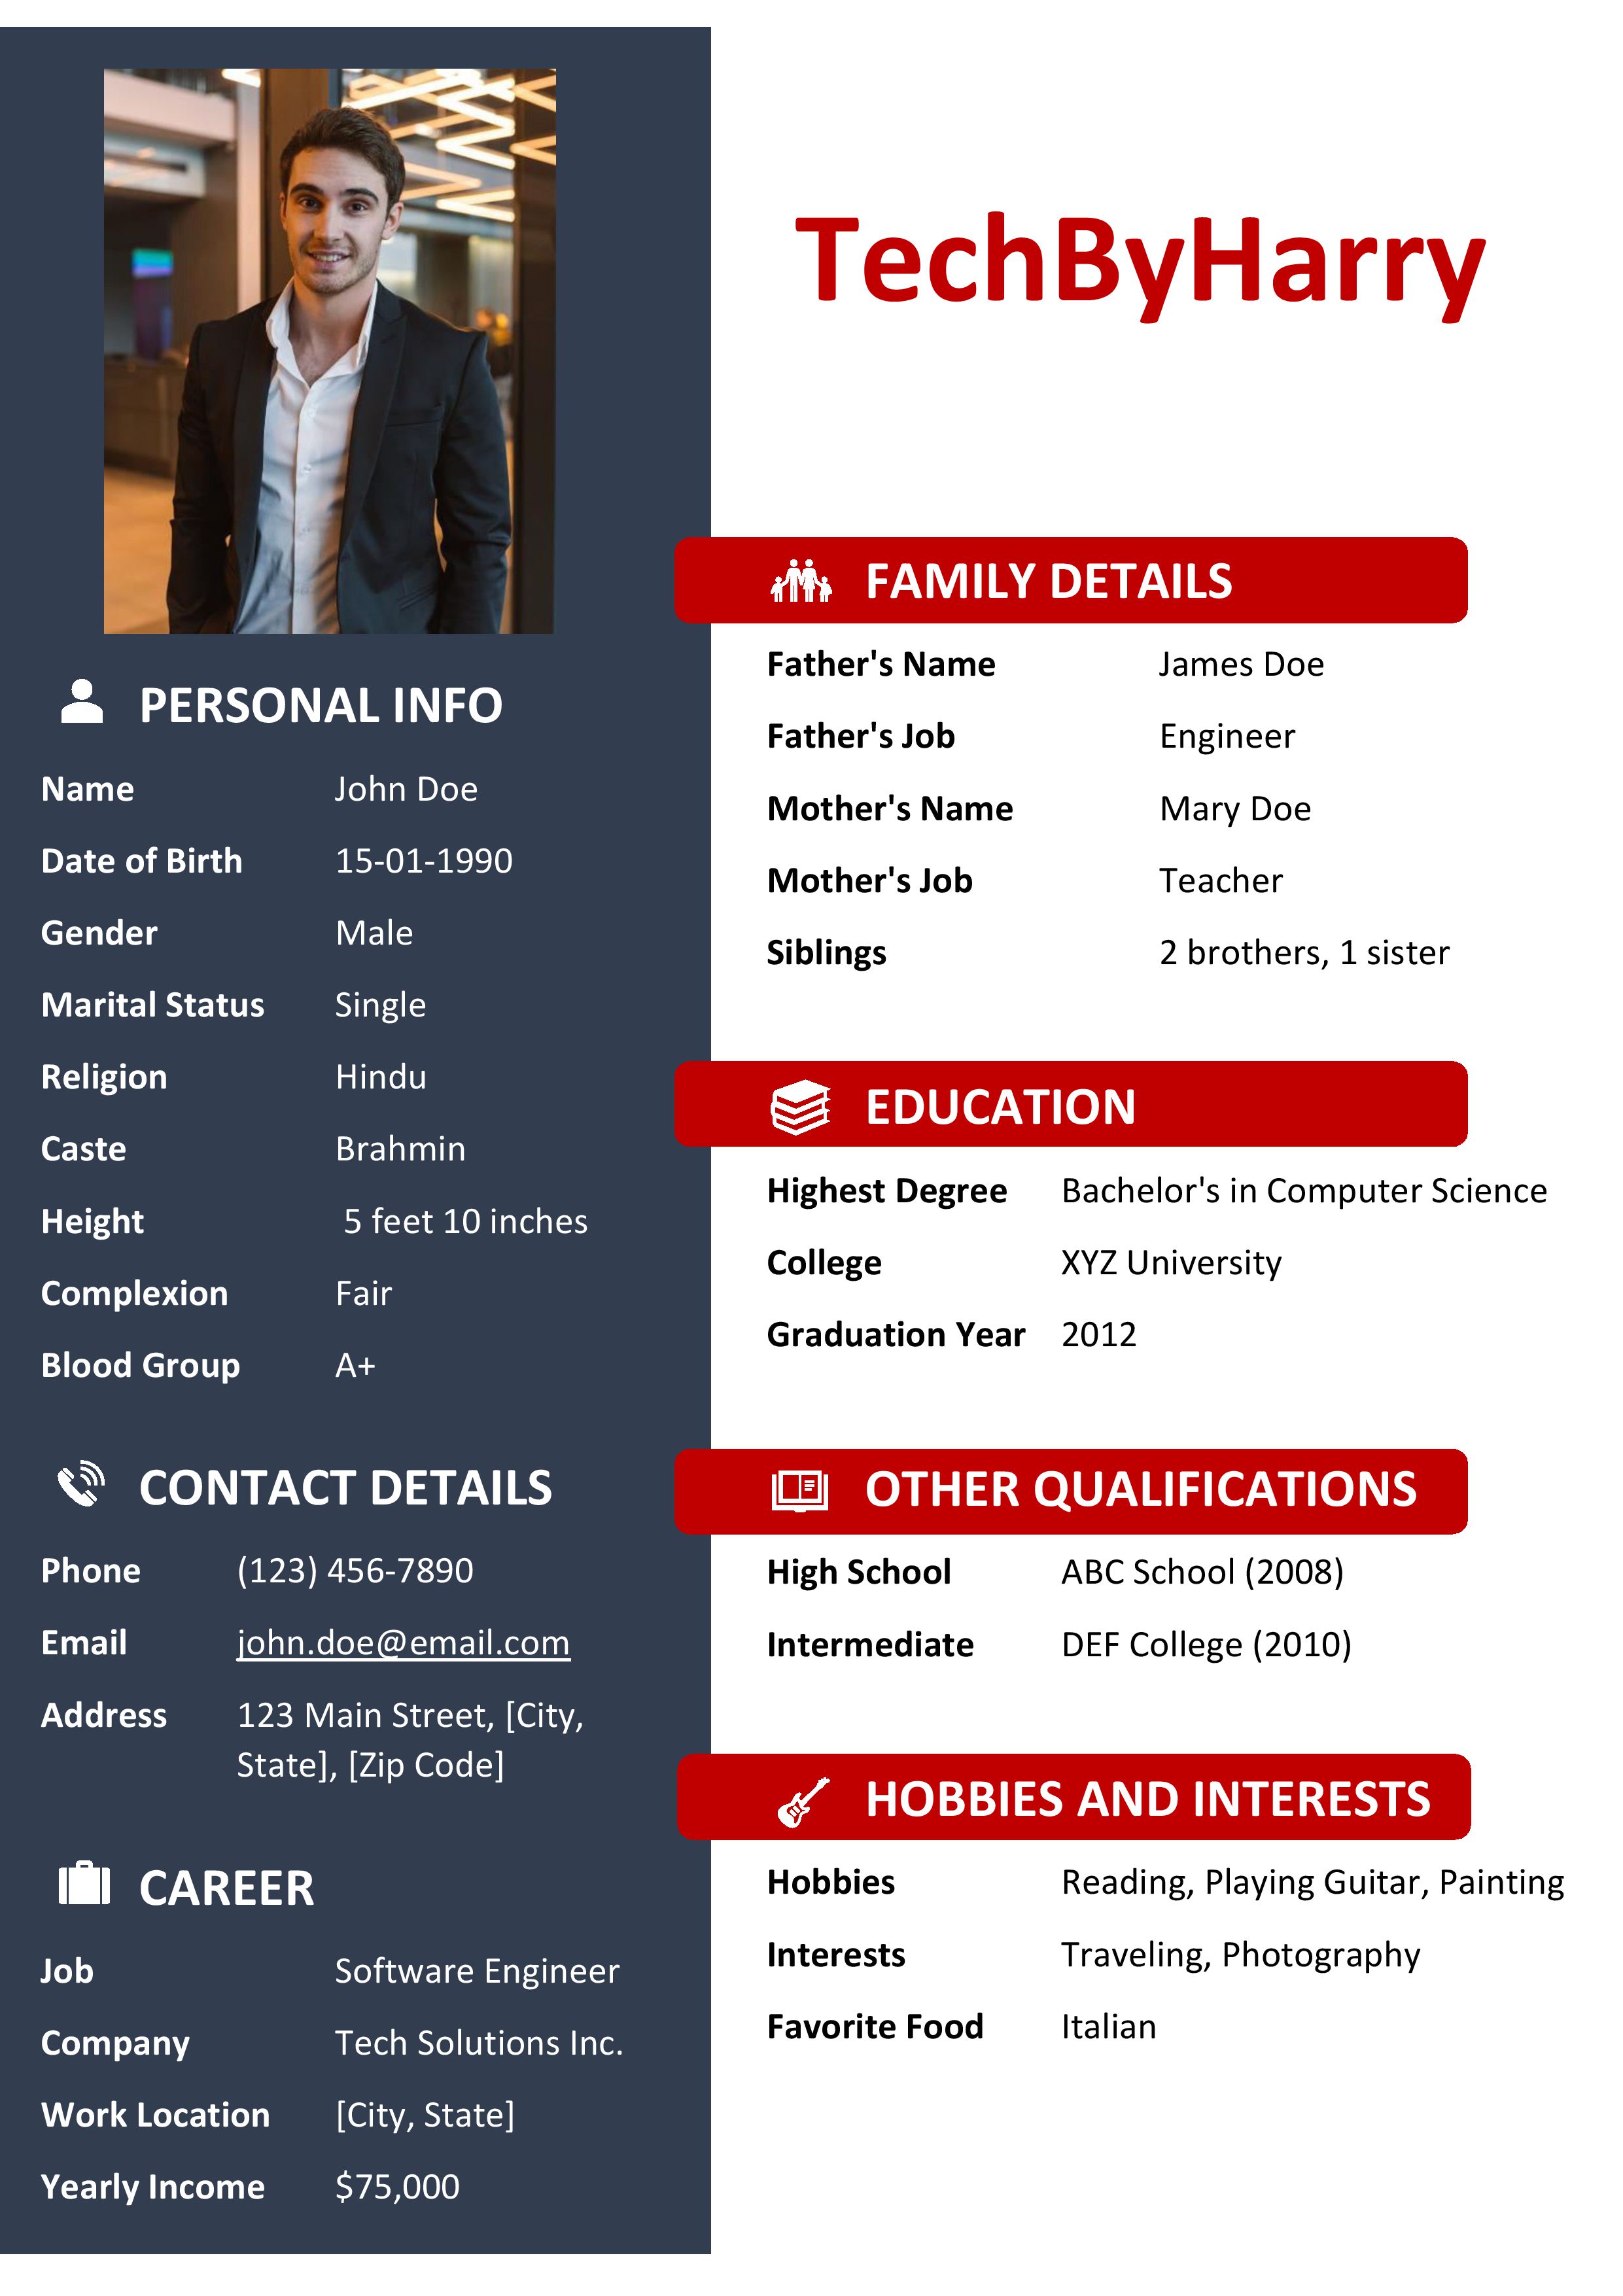 TechByHarry
PERSONAL INFO
Name John Doe
Date of Birth 15-01-1990
Gender Male
Marital Status Single
Religion Hindu
Caste Brahmin
Height 5 feet 10 inches
Complexion Fair
Blood Group A+
CONTACT DETAILS
Phone (123) 456-7890
Email john.doe@email.com
Address 123 Main Street, [City,
State], [Zip Code]
CAREER
Job Software Engineer
Company Tech Solutions Inc.
Work Location [City, State]
Yearly Income $75,000
FAMILY DETAILS
Father's Name James Doe
Father's Job Engineer
Mother's Name Mary Doe
Mother's Job Teacher
Siblings 2 brothers, 1 sister
EDUCATION
Highest Degree Bachelor's in Computer Science
College XYZ University
Graduation Year 2012
OTHER QUALIFICATIONS
High School ABC School (2008)
Intermediate DEF College (2010)
HOBBIES AND INTERESTS
Hobbies Reading, Playing Guitar, Painting
Interests Traveling, Photography
Favorite Food Italian